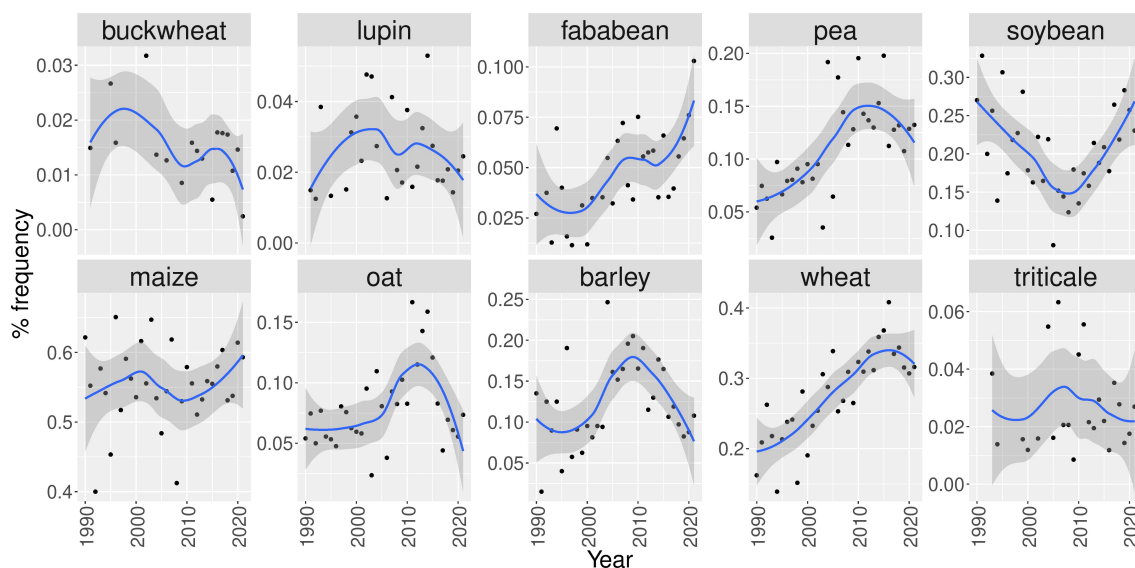 buckwheat lupin fababean pea soybean
0.03 0.02 0.01 0.00
0.04 0.02 0.00
0.100 0.075 0.050 0.025
0.20 0.15 0.10 0.05
0.30 0.25 0.20 0.15 0.10
% frequency
maize oat barley wheat triticale
0.6 0.5 0.4
0.15 0.10 0.05
0.25 0.20 0.15 0.10 0.05
0.4 0.3 0.2
0.06 0.04 0.02 0.00
1990 2000 2010 2020 1990 2000 2010 2020 1990 2000 2010 2020 1990 2000 2010 2020 1990 2000 2010 2020
Year